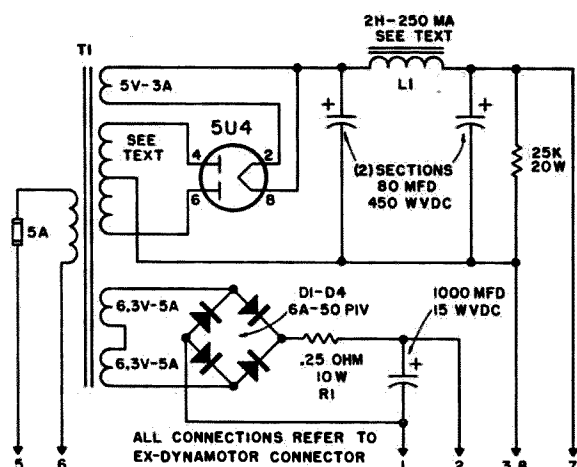 2H-250 MA
SEE TEXT
T1
L1
5V-3A
5U4
SEE
TEXT
4
2
6
8
+
+
(2) SECTIONS
80 MFD
450 WVDC
25K
20W
5A
6.3V-5A
6.3V-5A
D1-D4
6A-50 PIV
1000 MFD
15 WVDC
.25 OHM
10W
R1
+
ALL CONNECTIONS REFER TO
EX-DYNAMOTOR CONNECTOR
5 6 1 2 3,8 7